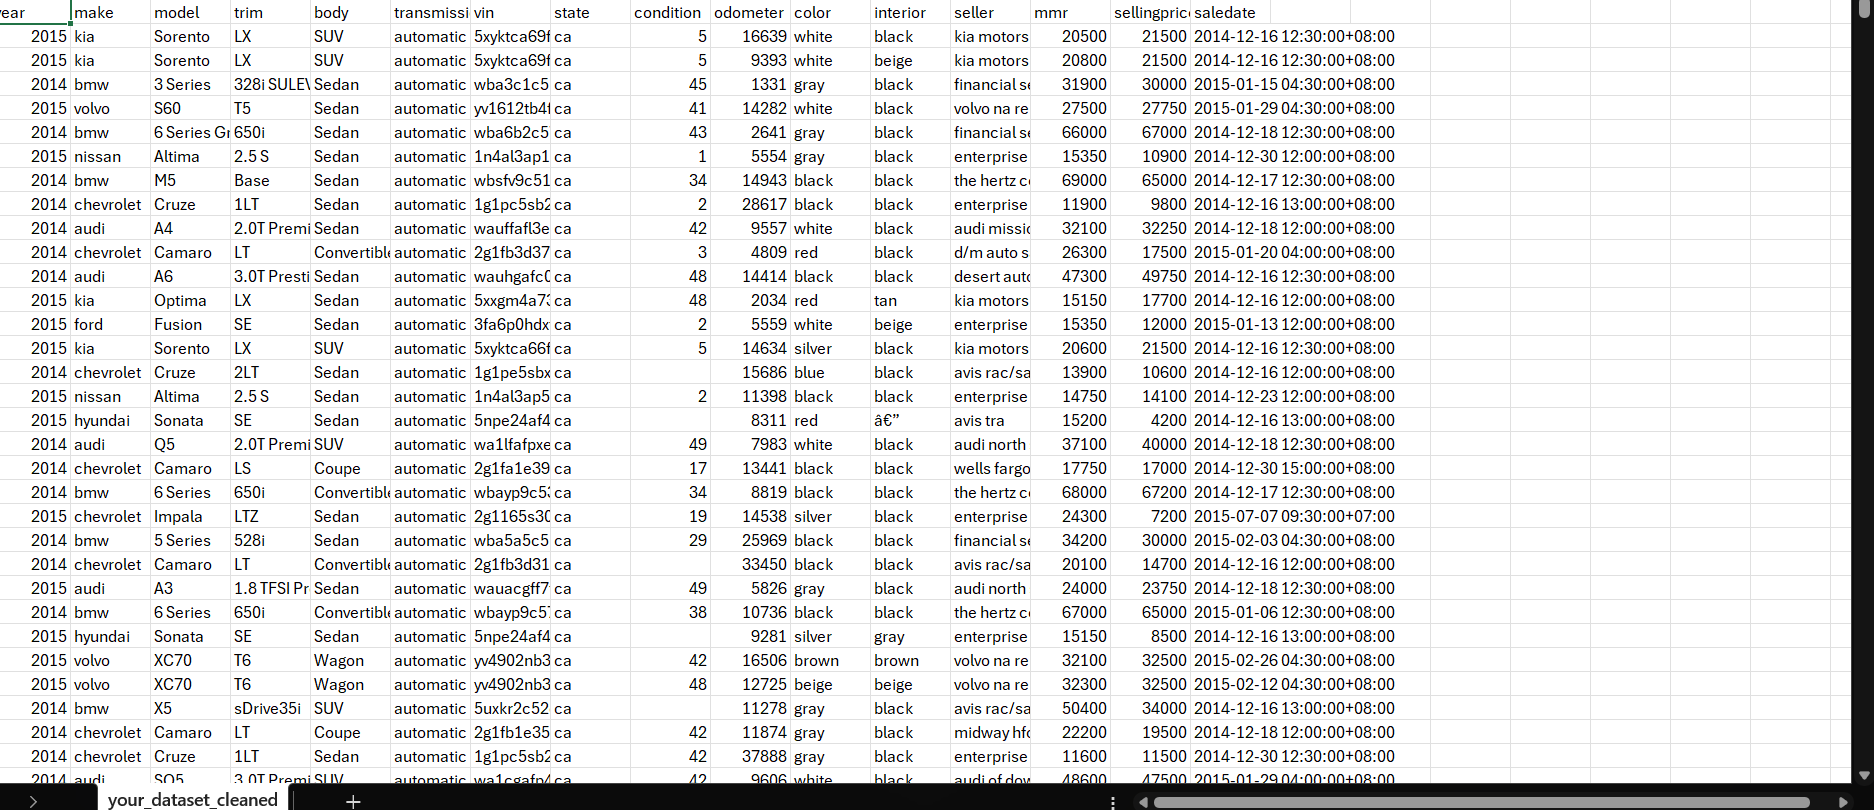 year make model trim body transmissi vin state condition odometer color interior seller mmr sellingprice saledate
2015 kia Sorento LX SUV automatic 5xyktca69f ca 5 16639 white black kia motors 20500 21500 2014-12-16 12:30:00+08:00
2015 kia Sorento LX SUV automatic 5xyktca69f ca 5 9393 white beige kia motors 20800 21500 2014-12-16 12:30:00+08:00
2014 bmw 3 Series 328i SULEV Sedan automatic wba3c1c5 ca 45 1331 gray black financial se 31900 30000 2015-01-15 04:30:00+08:00
2015 volvo S60 T5 Sedan automatic yv1612tb4f ca 41 14282 white black volvo na re 27500 27750 2015-01-29 04:30:00+08:00
2014 bmw 6 Series Gr 650i Sedan automatic wba6b2c5 ca 43 2641 gray black financial se 66000 67000 2014-12-18 12:30:00+08:00
2015 nissan Altima 2.5 S Sedan automatic 1n4al3ap1 ca 1 5554 gray black enterprise 15350 10900 2014-12-30 12:00:00+08:00
2014 bmw M5 Base Sedan automatic wbsfv9c51 ca 34 14943 black black the hertz c 69000 65000 2014-12-17 12:30:00+08:00
2014 chevrolet Cruze 1LT Sedan automatic 1g1pc5sb2 ca 2 28617 black black enterprise 11900 9800 2014-12-16 13:00:00+08:00
2014 audi A4 2.0T Premi Sedan automatic wauffafl3e ca 42 9557 white black audi missio 32100 32250 2014-12-18 12:00:00+08:00
2014 chevrolet Camaro LT Convertible automatic 2g1fb3d37 ca 3 4809 red black d/m auto s 26300 17500 2015-01-20 04:00:00+08:00
2014 audi A6 3.0T Presti Sedan automatic wauhgafc0 ca 48 14414 black black desert auto 47300 49750 2014-12-16 12:30:00+08:00
2015 kia Optima LX Sedan automatic 5xxgm4a73 ca 48 2034 red tan kia motors 15150 17700 2014-12-16 12:00:00+08:00
2015 ford Fusion SE Sedan automatic 3fa6p0hdx ca 2 5559 white beige enterprise 15350 12000 2015-01-13 12:00:00+08:00
2015 kia Sorento LX SUV automatic 5xyktca66f ca 5 14634 silver black kia motors 20600 21500 2014-12-16 12:30:00+08:00
2014 chevrolet Cruze 2LT Sedan automatic 1g1pe5sbx ca 15686 blue black avis rac/sa 13900 10600 2014-12-16 12:00:00+08:00
2015 nissan Altima 2.5 S Sedan automatic 1n4al3ap5 ca 2 11398 black black enterprise 14750 14100 2014-12-23 12:00:00+08:00
2015 hyundai Sonata SE Sedan automatic 5npe24af4 ca 8311 red â€” avis tra 15200 4200 2014-12-16 13:00:00+08:00
2014 audi Q5 2.0T Premi SUV automatic wa1lfafpxe ca 49 7983 white black audi north 37100 40000 2014-12-18 12:30:00+08:00
2014 chevrolet Camaro LS Coupe automatic 2g1fa1e39 ca 17 13441 black black wells fargo 17750 17000 2014-12-30 15:00:00+08:00
2014 bmw 6 Series 650i Convertible automatic wbayp9c53 ca 34 8819 black black the hertz c 68000 67200 2014-12-17 12:30:00+08:00
2015 chevrolet Impala LTZ Sedan automatic 2g1165s30 ca 19 14538 silver black enterprise 24300 7200 2015-07-07 09:30:00+07:00
2014 bmw 5 Series 528i Sedan automatic wba5a5c5 ca 29 25969 black black financial se 34200 30000 2015-02-03 04:30:00+08:00
2014 chevrolet Camaro LT Convertible automatic 2g1fb3d31 ca 33450 black black avis rac/sa 20100 14700 2014-12-16 12:00:00+08:00
2015 audi A3 1.8 TFSI Pr Sedan automatic wauacgff7 ca 49 5826 gray black audi north 24000 23750 2014-12-18 12:30:00+08:00
2014 bmw 6 Series 650i Convertible automatic wbayp9c57 ca 38 10736 black black the hertz c 67000 65000 2015-01-06 12:30:00+08:00
2015 hyundai Sonata SE Sedan automatic 5npe24af4 ca 9281 silver gray enterprise 15150 8500 2014-12-16 13:00:00+08:00
2015 volvo XC70 T6 Wagon automatic yv4902nb3 ca 42 16506 brown brown volvo na re 32100 32500 2015-02-26 04:30:00+08:00
2015 volvo XC70 T6 Wagon automatic yv4902nb3 ca 48 12725 beige beige volvo na re 32300 32500 2015-02-12 04:30:00+08:00
2014 bmw X5 sDrive35i SUV automatic 5uxkr2c52 ca 11278 gray black avis rac/sa 50400 34000 2014-12-16 13:00:00+08:00
2014 chevrolet Camaro LT Coupe automatic 2g1fb1e35 ca 42 11874 gray black midway hfc 22200 19500 2014-12-18 12:00:00+08:00
2014 chevrolet Cruze 1LT Sedan automatic 1g1pc5sb2 ca 42 37888 gray black enterprise 11600 11500 2014-12-30 12:30:00+08:00
2014 audi SQ5 3.0T Premi SUV automatic wa1cgafp4 ca 42 9606 white black audi of dow 48600 47500 2015-01-29 04:00:00+08:00
your_dataset_cleaned